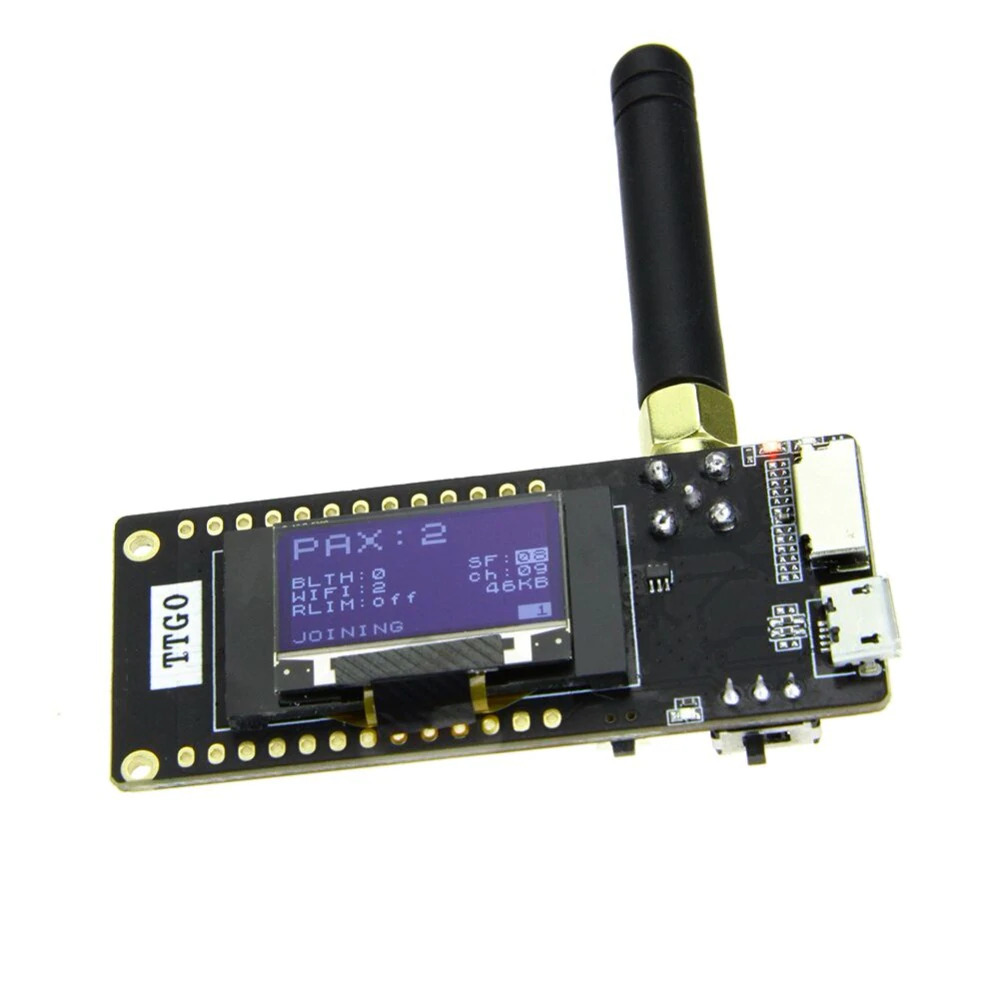 PAX:2
BLTH:0 SF:08
WIFI:2 ch:09
RLIM:off 46KB
1
JOINING
TTGO